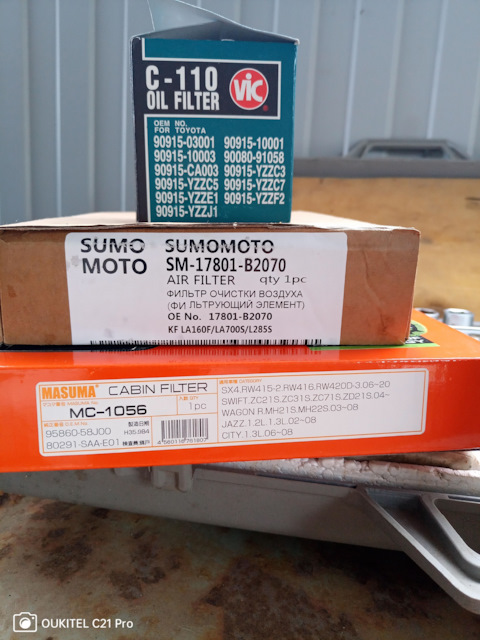 C-110
OIL FILTER
VIC
OEM NO.
FOR TOYOTA
90915-03001 90915-10001
90915-10003 90080-91058
90915-CA003 90915-YZZC3
90915-YZZC5 90915-YZZC7
90915-YZZE1 90915-YZZF2
90915-YZZJ1
SUMO MOTO
SUMOMOTO
SM-17801-B2070
AIR FILTER qty 1pc
ФИЛЬТР ОЧИСТКИ ВОЗДУХА
(ФИ ЛЬТРУЮЩИЙ ЭЛЕМЕНТ)
OE No. 17801-B2070
KF LA160F/LA700S/L285S
MASUMA CABIN FILTER
MC-1056
1pc
95860-58J00
80291-SAA-E01
H35.984
SX4.RW415-2.RW416.RW420D-3.06-20
SWIFT.ZC21S.ZC31S.ZC71S.ZD21S.04-
WAGON R.MH21S.MH22S.03-08
JAZZ.1.2L.1.3L.02-08
CITY.1.3L.06-08
OUKITEL C21 Pro